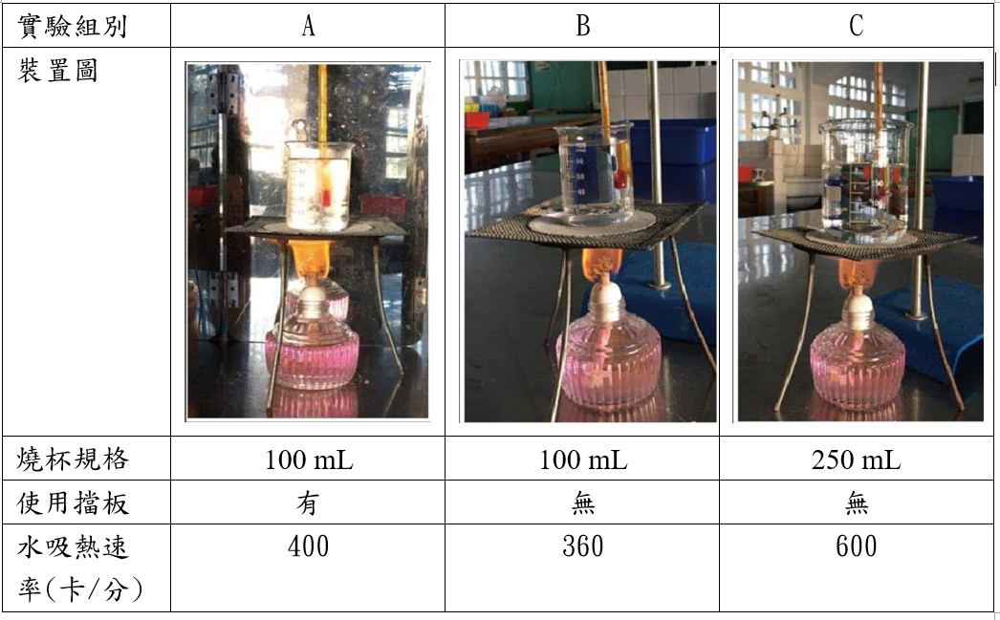 實驗組別 A B C
裝置圖
燒杯規格 100 mL 100 mL 250 mL
使用擋板 有 無 無
水吸熱速 400 360 600
率(卡/分)